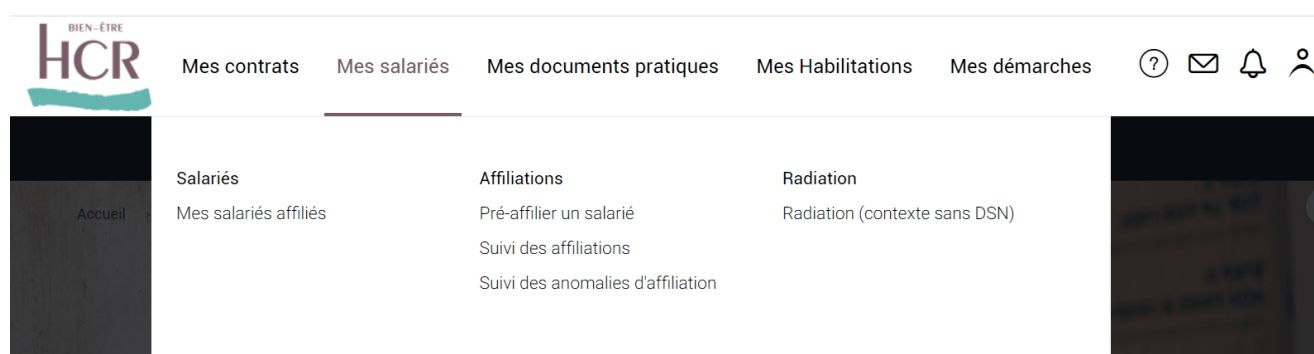 BIEN-ÊTRE
HCR
Mes contrats
Mes salariés
Mes documents pratiques
Mes Habilitations
Mes démarches
?
Accueil >
Salariés
Mes salariés affiliés
Affiliations
Pré-affilier un salarié
Suivi des affiliations
Suivi des anomalies d'affiliation
Radiation
Radiation (contexte sans DSN)